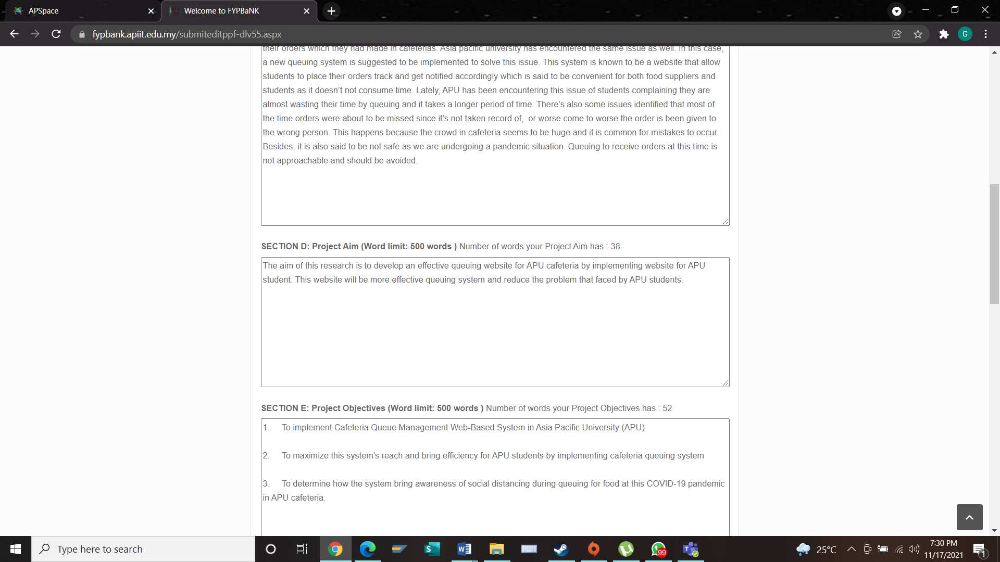 APSpace
Welcome to FYPBaNK
fypbank.apiit.edu.my/submiteditppf-dlv55.aspx
G
their orders which they had made in cafeterias. Asia pacific university has encountered the same issue as well. In this case,
a new queuing system is suggested to be implemented to solve this issue. This system is known to be a website that allow
students to place their orders track and get notified accordingly which is said to be convenient for both food suppliers and
students as it doesn’t not consume time. Lately, APU has been encountering this issue of students complaining they are
almost wasting their time by queuing and it takes a longer period of time. There’s also some issues identified that most of
the time orders were about to be missed since it’s not taken record of,  or worse come to worse the order is been given to
the wrong person. This happens because the crowd in cafeteria seems to be huge and it is common for mistakes to occur.
Besides, it is also said to be not safe as we are undergoing a pandemic situation. Queuing to receive orders at this time is
not approachable and should be avoided.
SECTION D: Project Aim (Word limit: 500 words ) Number of words your Project Aim has : 38
The aim of this research is to develop an effective queuing website for APU cafeteria by implementing website for APU
student. This website will be more effective queuing system and reduce the problem that faced by APU students.
SECTION E: Project Objectives (Word limit: 500 words ) Number of words your Project Objectives has : 52
1. To implement Cafeteria Queue Management Web-Based System in Asia Pacific University (APU)
2. To maximize this system’s reach and bring efficiency for APU students by implementing cafeteria queuing system
3. To determine how the system bring awareness of social distancing during queuing for food at this COVID-19 pandemic
in APU cafeteria.
Type here to search
S
W
99
T
25°C
7:30 PM
11/17/2021
1